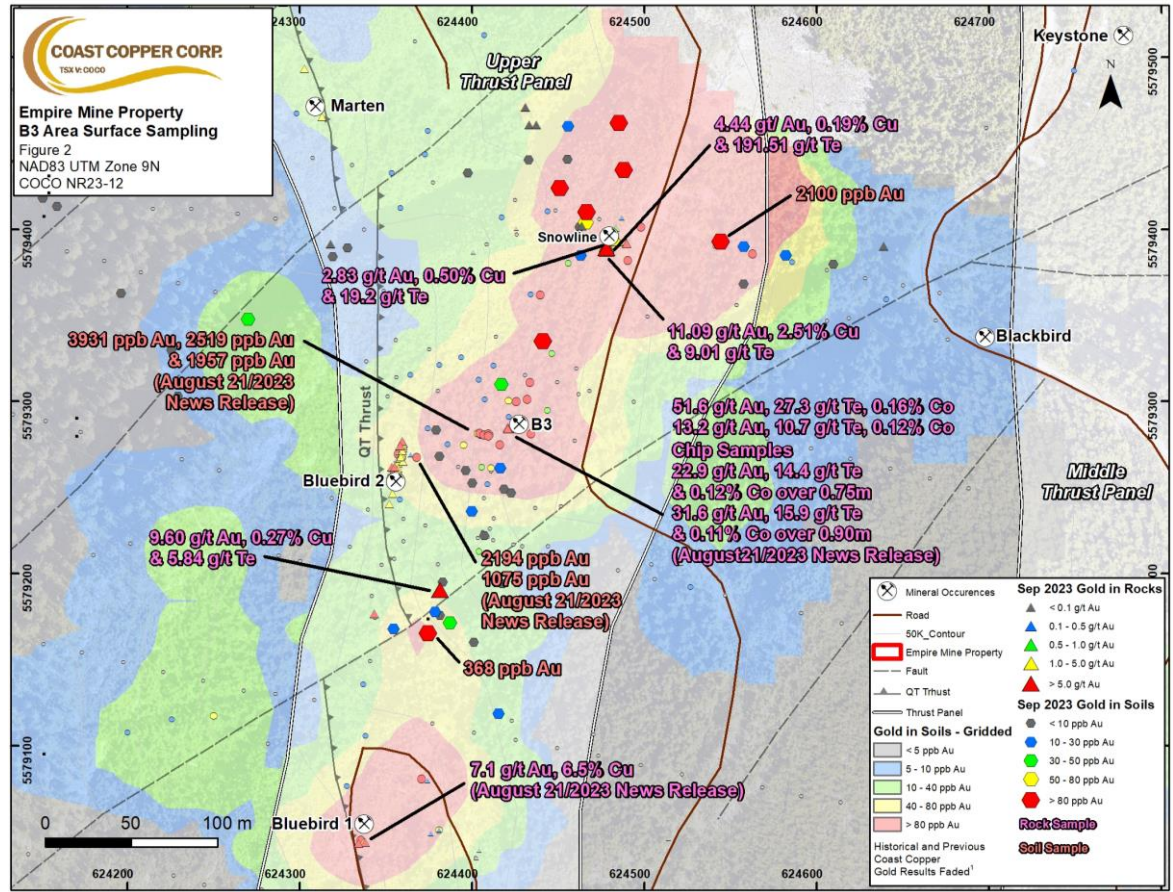 624300
624400
624500
624600
624700
COAST COPPER CORP.
TSX V: COCO
Empire Mine Property
B3 Area Surface Sampling
Figure 2
NAD83 UTM Zone 9N
COCO NR23-12
Upper
Thrust Panel
Keystone
N
Marten
5579500
4.44 gt/ Au, 0.19% Cu
& 191.51 g/t Te
2100 ppb Au
Snowline
5579400
5579400
2.83 g/t Au, 0.50% Cu
& 19.2 g/t Te
11.09 g/t Au, 2.51% Cu
& 9.01 g/t Te
Blackbird
3931 ppb Au, 2519 ppb Au
& 1957 ppb Au
(August 21/2023
News Release)
QT Thrust
5579300
5579300
51.6 g/t Au, 27.3 g/t Te, 0.16% Co
13.2 g/t Au, 10.7 g/t Te, 0.12% Co
Chip Samples
22.9 g/t Au, 14.4 g/t Te
& 0.12% Co over 0.75m
31.6 g/t Au, 15.9 g/t Te
& 0.11% Co over 0.90m
(August21/2023 News Release)
B3
Bluebird 2
Middle
Thrust Panel
9.60 g/t Au, 0.27% Cu
& 5.84 g/t Te
2194 ppb Au
1075 ppb Au
(August 21/2023
News Release)
5579200
5579200
368 ppb Au
5579100
5579100
7.1 g/t Au, 6.5% Cu
(August 21/2023 News Release)
Bluebird 1
0 50 100 m
Mineral Occurences
Road
50K_Contour
Empire Mine Property
Fault
QT Trhust
Thrust Panel
Gold in Soils - Gridded
< 5 ppb Au
5 - 10 ppb Au
10 - 40 ppb Au
40 - 80 ppb Au
> 80 ppb Au
Historical and Previous
Coast Copper
Gold Results Faded¹
Sep 2023 Gold in Rocks
< 0.1 g/t Au
0.1 - 0.5 g/t Au
0.5 - 1.0 g/t Au
1.0 - 5.0 g/t Au
> 5.0 g/t Au
Sep 2023 Gold in Soils
< 10 ppb Au
10 - 30 ppb Au
30 - 50 ppb Au
50 - 80 ppb Au
> 80 ppb Au
Rock Sample
Soil Sample
624200
624300
624400
624500
624600